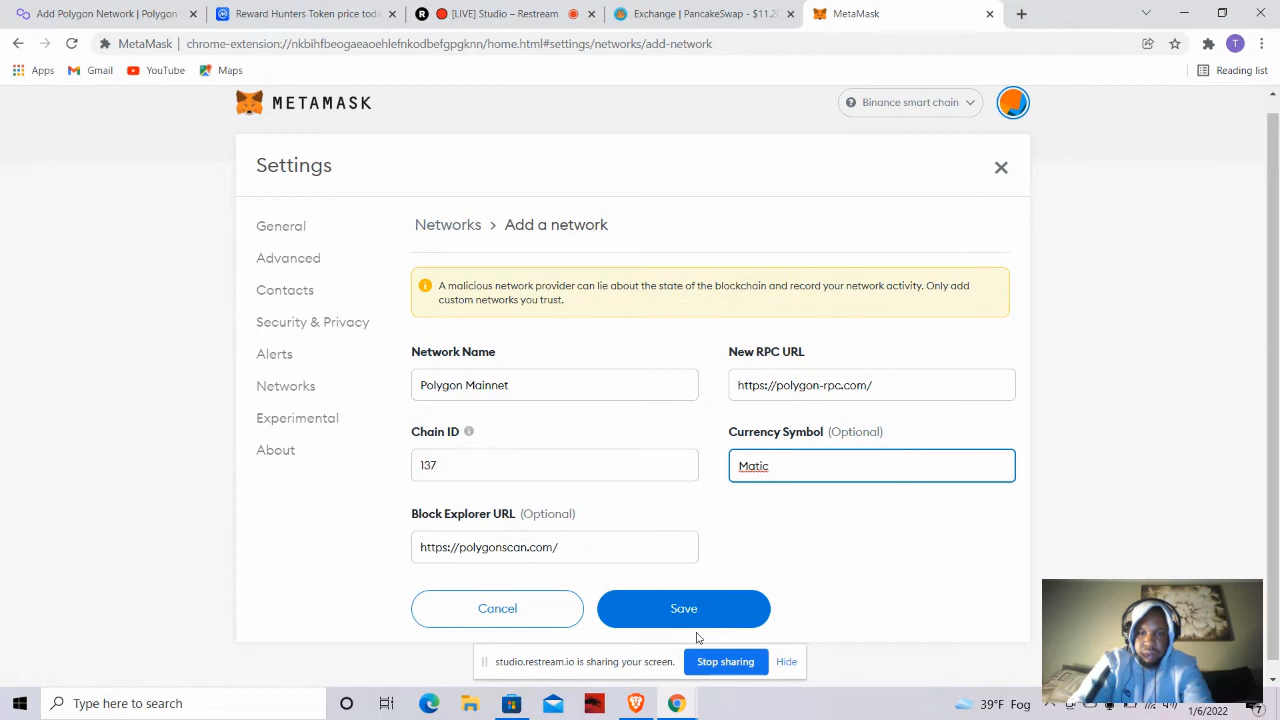 Add Polygon Network | Polygon
Reward Hunters Token price toda
[LIVE] Studio – Restream
Exchange | PancakeSwap - $11.20
MetaMask
MetaMask | chrome-extension://nkbihfbeogaeaoehlefnkodbefgpgknn/home.html#settings/networks/add-network
Apps Gmail YouTube Maps Reading list
T
METAMASK
Binance smart chain
Settings
General
Advanced
Contacts
Security & Privacy
Alerts
Networks
Experimental
About
Networks > Add a network
A malicious network provider can lie about the state of the blockchain and record your network activity. Only add
custom networks you trust.
Network Name
Polygon Mainnet
New RPC URL
https://polygon-rpc.com/
Chain ID
137
Currency Symbol (Optional)
Matic
Block Explorer URL (Optional)
https://polygonscan.com/
Cancel
Save
studio.restream.io is sharing your screen.
Stop sharing
Hide
Type here to search
39°F Fog
1/6/2022